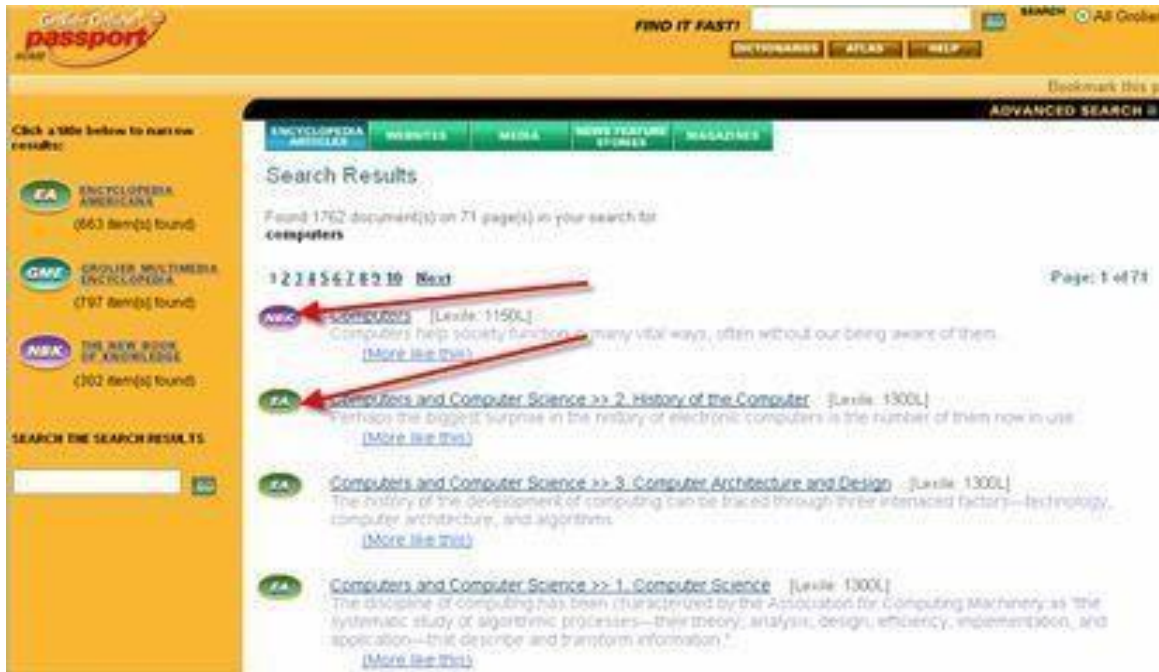 Grolier Online
passport
HOME
FIND IT FAST!
GO
SEARCH
All Grolier
DICTIONARIES
ATLAS
HELP
Bookmark this p
ADVANCED SEARCH
Click a title below to narrow
results:
EA
ENCYCLOPEDIA
AMERICANA
(663 item(s) found)
GME
GROLIER MULTIMEDIA
ENCYCLOPEDIA
(797 item(s) found)
NBK
THE NEW BOOK
OF KNOWLEDGE
(302 item(s) found)
SEARCH THE SEARCH RESULTS
GO
ENCYCLOPEDIA
ARTICLES
WEBSITES
MEDIA
NEWS FEATURE
STORIES
MAGAZINES
Search Results
Found 1762 document(s) on 71 page(s) in your search for
computers
1 2 3 4 5 6 7 8 9 10 Next
Page: 1 of 71
NBK
Computers [Lexile: 1150L]
Computers help society function in many vital ways, often without our being aware of them.
(More like this)
EA
Computers and Computer Science >> 2. History of the Computer [Lexile: 1300L]
Perhaps the biggest surprise in the history of electronic computers is the number of them now in use.
(More like this)
EA
Computers and Computer Science >> 3. Computer Architecture and Design [Lexile: 1300L]
The history of the development of computing can be traced through three interlaced factors—technology,
computer architecture, and algorithms.
(More like this)
EA
Computers and Computer Science >> 1. Computer Science [Lexile: 1300L]
The discipline of computing has been characterized by the Association for Computing Machinery as "the
systematic study of algorithmic processes—their theory, analysis, design, efficiency, implementation, and
application—that describe and transform information."
(More like this)